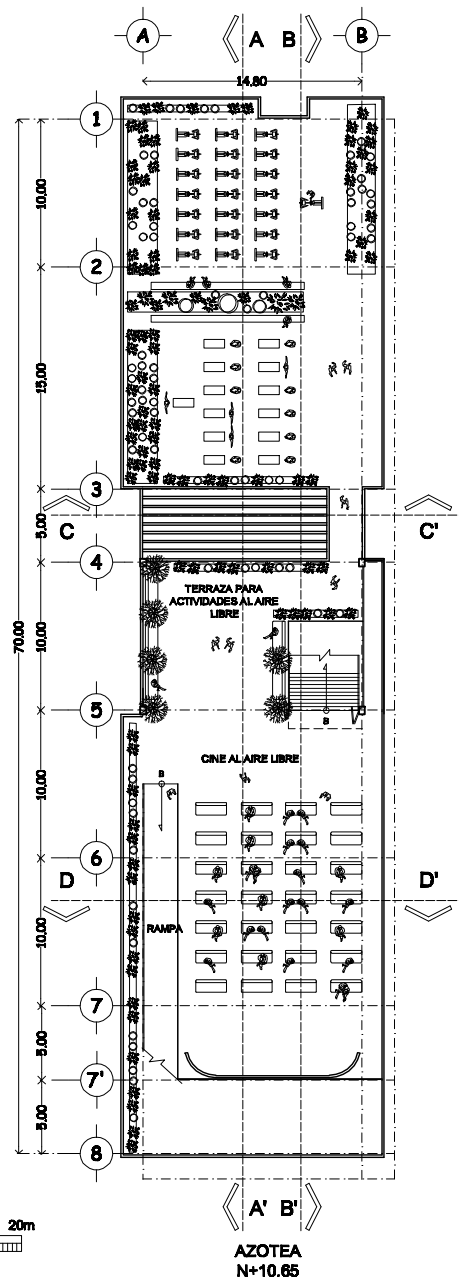 A B
A B
14.80
1
10.00
2
15.00
3
C C'
5.00
4
TERRAZA PARA
ACTIVIDADES AL AIRE
LIBRE
70.00
10.00
5
B
CINE AL AIRE LIBRE
B
10.00
6
D D'
RAMPA
10.00
7
5.00
7'
5.00
8
A' B'
20m
AZOTEA
N+10.65